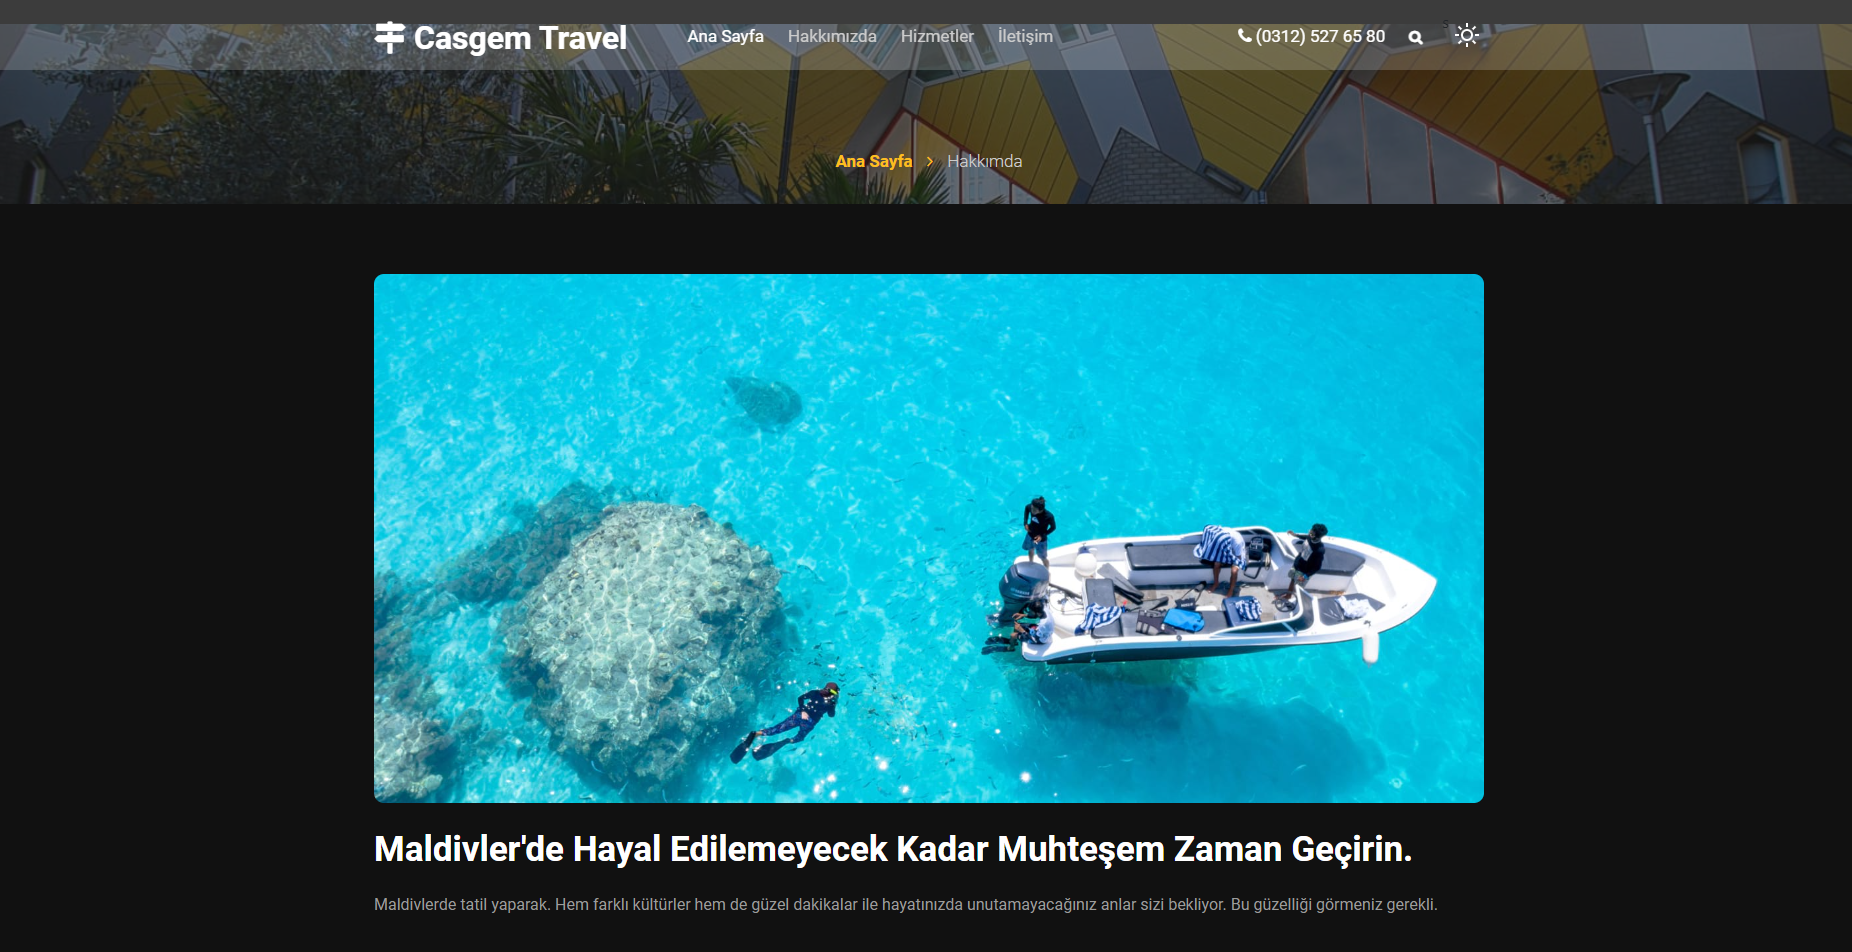 Casgem Travel Ana Sayfa Hakkımızda Hizmetler İletişim (0312) 527 65 80
Ana Sayfa > Hakkımda
Maldivler'de Hayal Edilemeyecek Kadar Muhteşem Zaman Geçirin.
Maldivlerde tatil yaparak. Hem farklı kültürler hem de güzel dakikalar ile hayatınızda unutamayacağınız anlar sizi bekliyor. Bu güzelliği görmeniz gerekli.